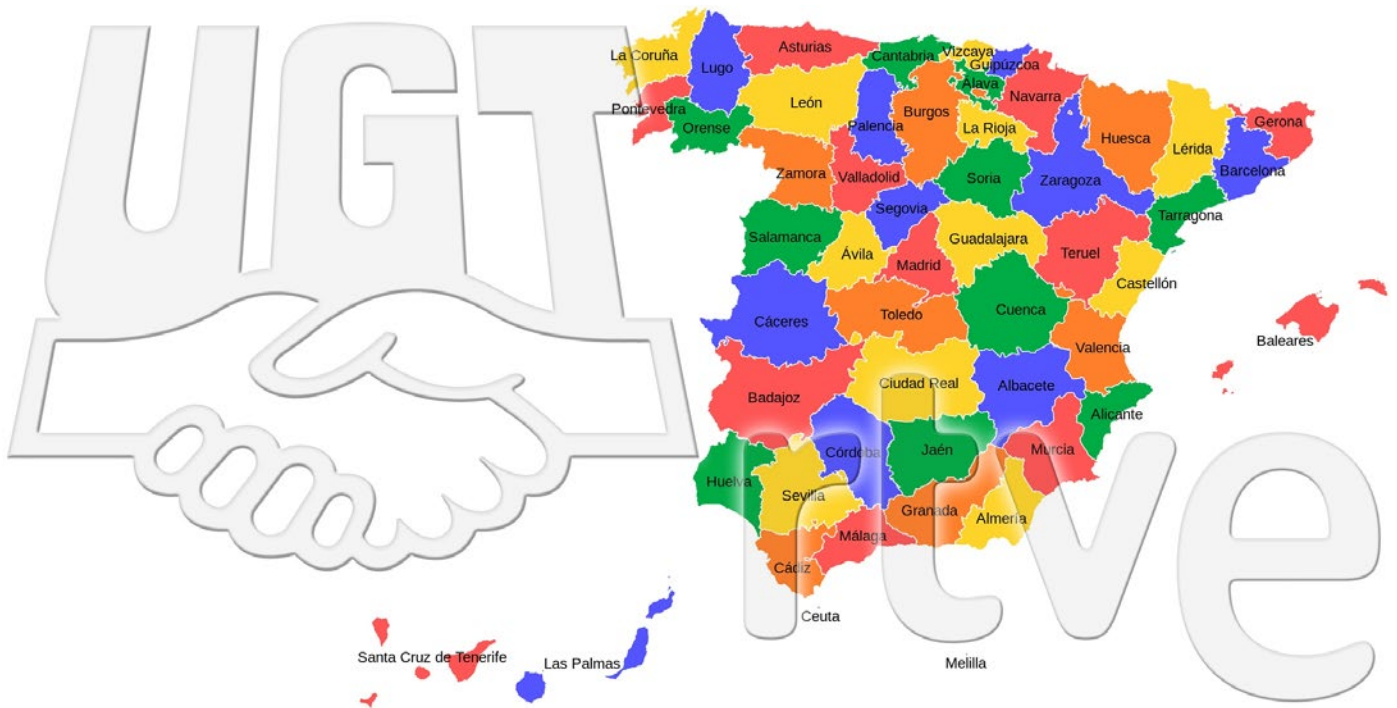 UGT
rtve
La Coruña
Lugo
Asturias
Cantabria
Vizcaya
Guipúzcoa
Álava
Navarra
Pontevedra
Orense
León
Palencia
Burgos
La Rioja
Huesca
Lérida
Gerona
Barcelona
Zamora
Valladolid
Soria
Zaragoza
Tarragona
Segovia
Salamanca
Ávila
Madrid
Guadalajara
Teruel
Castellón
Cáceres
Toledo
Cuenca
Valencia
Baleares
Badajoz
Ciudad Real
Albacete
Alicante
Huelva
Sevilla
Córdoba
Jaén
Murcia
Granada
Almería
Málaga
Cádiz
Ceuta
Melilla
Santa Cruz de Tenerife
Las Palmas